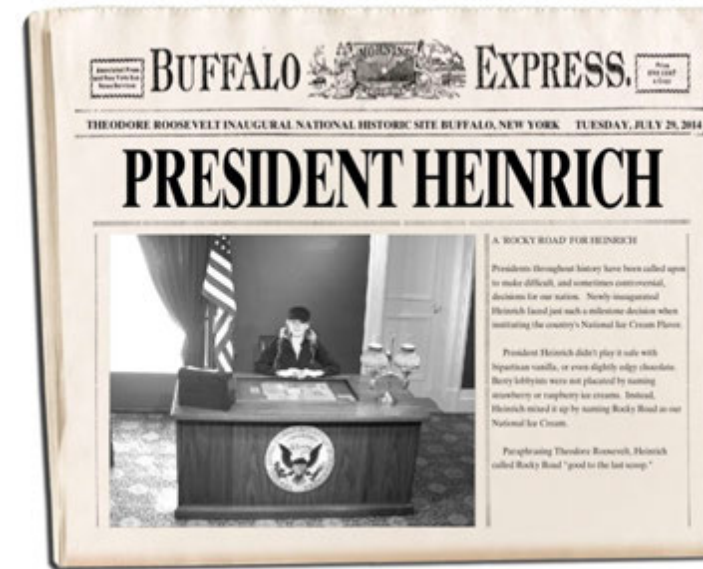 BUFFALO MORNING EXPRESS.
THEODORE ROOSEVELT INAUGURAL NATIONAL HISTORIC SITE BUFFALO, NEW YORK TUESDAY, JULY 29, 2014
PRESIDENT HEINRICH
A 'ROCKY ROAD' FOR HEINRICH
Presidents throughout history have been called upon
to make difficult, and sometimes controversial,
decisions for our nation. Newly-inaugurated
Heinrich faced just such a milestone decision when
instituting the country's National Ice Cream Flavor.
President Heinrich didn't play it safe with
bipartisan vanilla, or even slightly edgy chocolate.
Berry lobbyists were not placated by naming
strawberry or raspberry ice creams. Instead,
Heinrich mixed it up by naming Rocky Road as our
National Ice Cream.
Paraphrasing Theodore Roosevelt, Heinrich
called Rocky Road "good to the last scoop."